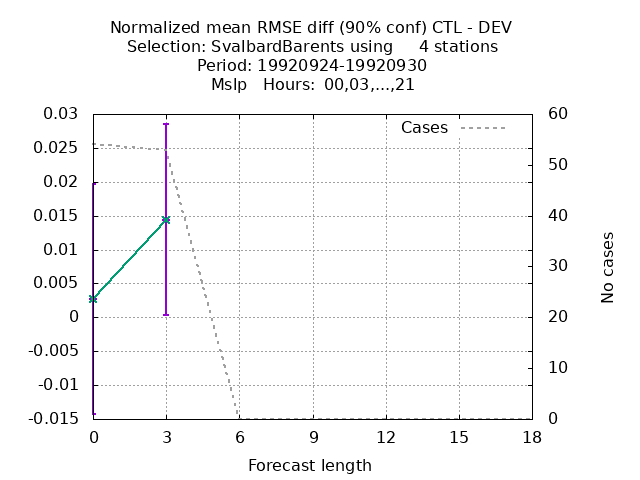 Normalized mean RMSE diff (90% conf) CTL - DEV
Selection: SvalbardBarents using     4 stations
Period: 19920924-19920930
Mslp   Hours: 00,03,...,21
0.03
0.025
0.02
0.015
0.01
0.005
0
-0.005
-0.01
-0.015
Cases
60
50
40
30
20
10
0
No cases
0 3 6 9 12 15 18
Forecast length